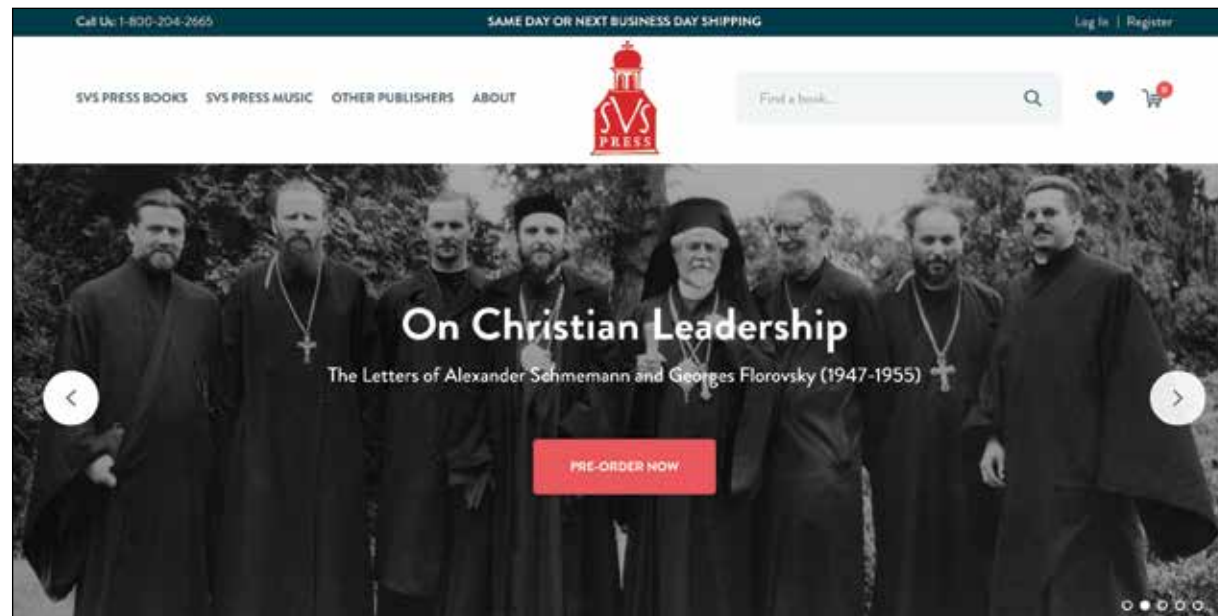 Call Us: 1-800-204-2665
SAME DAY OR NEXT BUSINESS DAY SHIPPING
Log In | Register
SVS PRESS BOOKS
SVS PRESS MUSIC
OTHER PUBLISHERS
ABOUT
SVS
PRESS
Find a book...
0
On Christian Leadership
The Letters of Alexander Schmemann and Georges Florovsky (1947-1955)
PRE-ORDER NOW